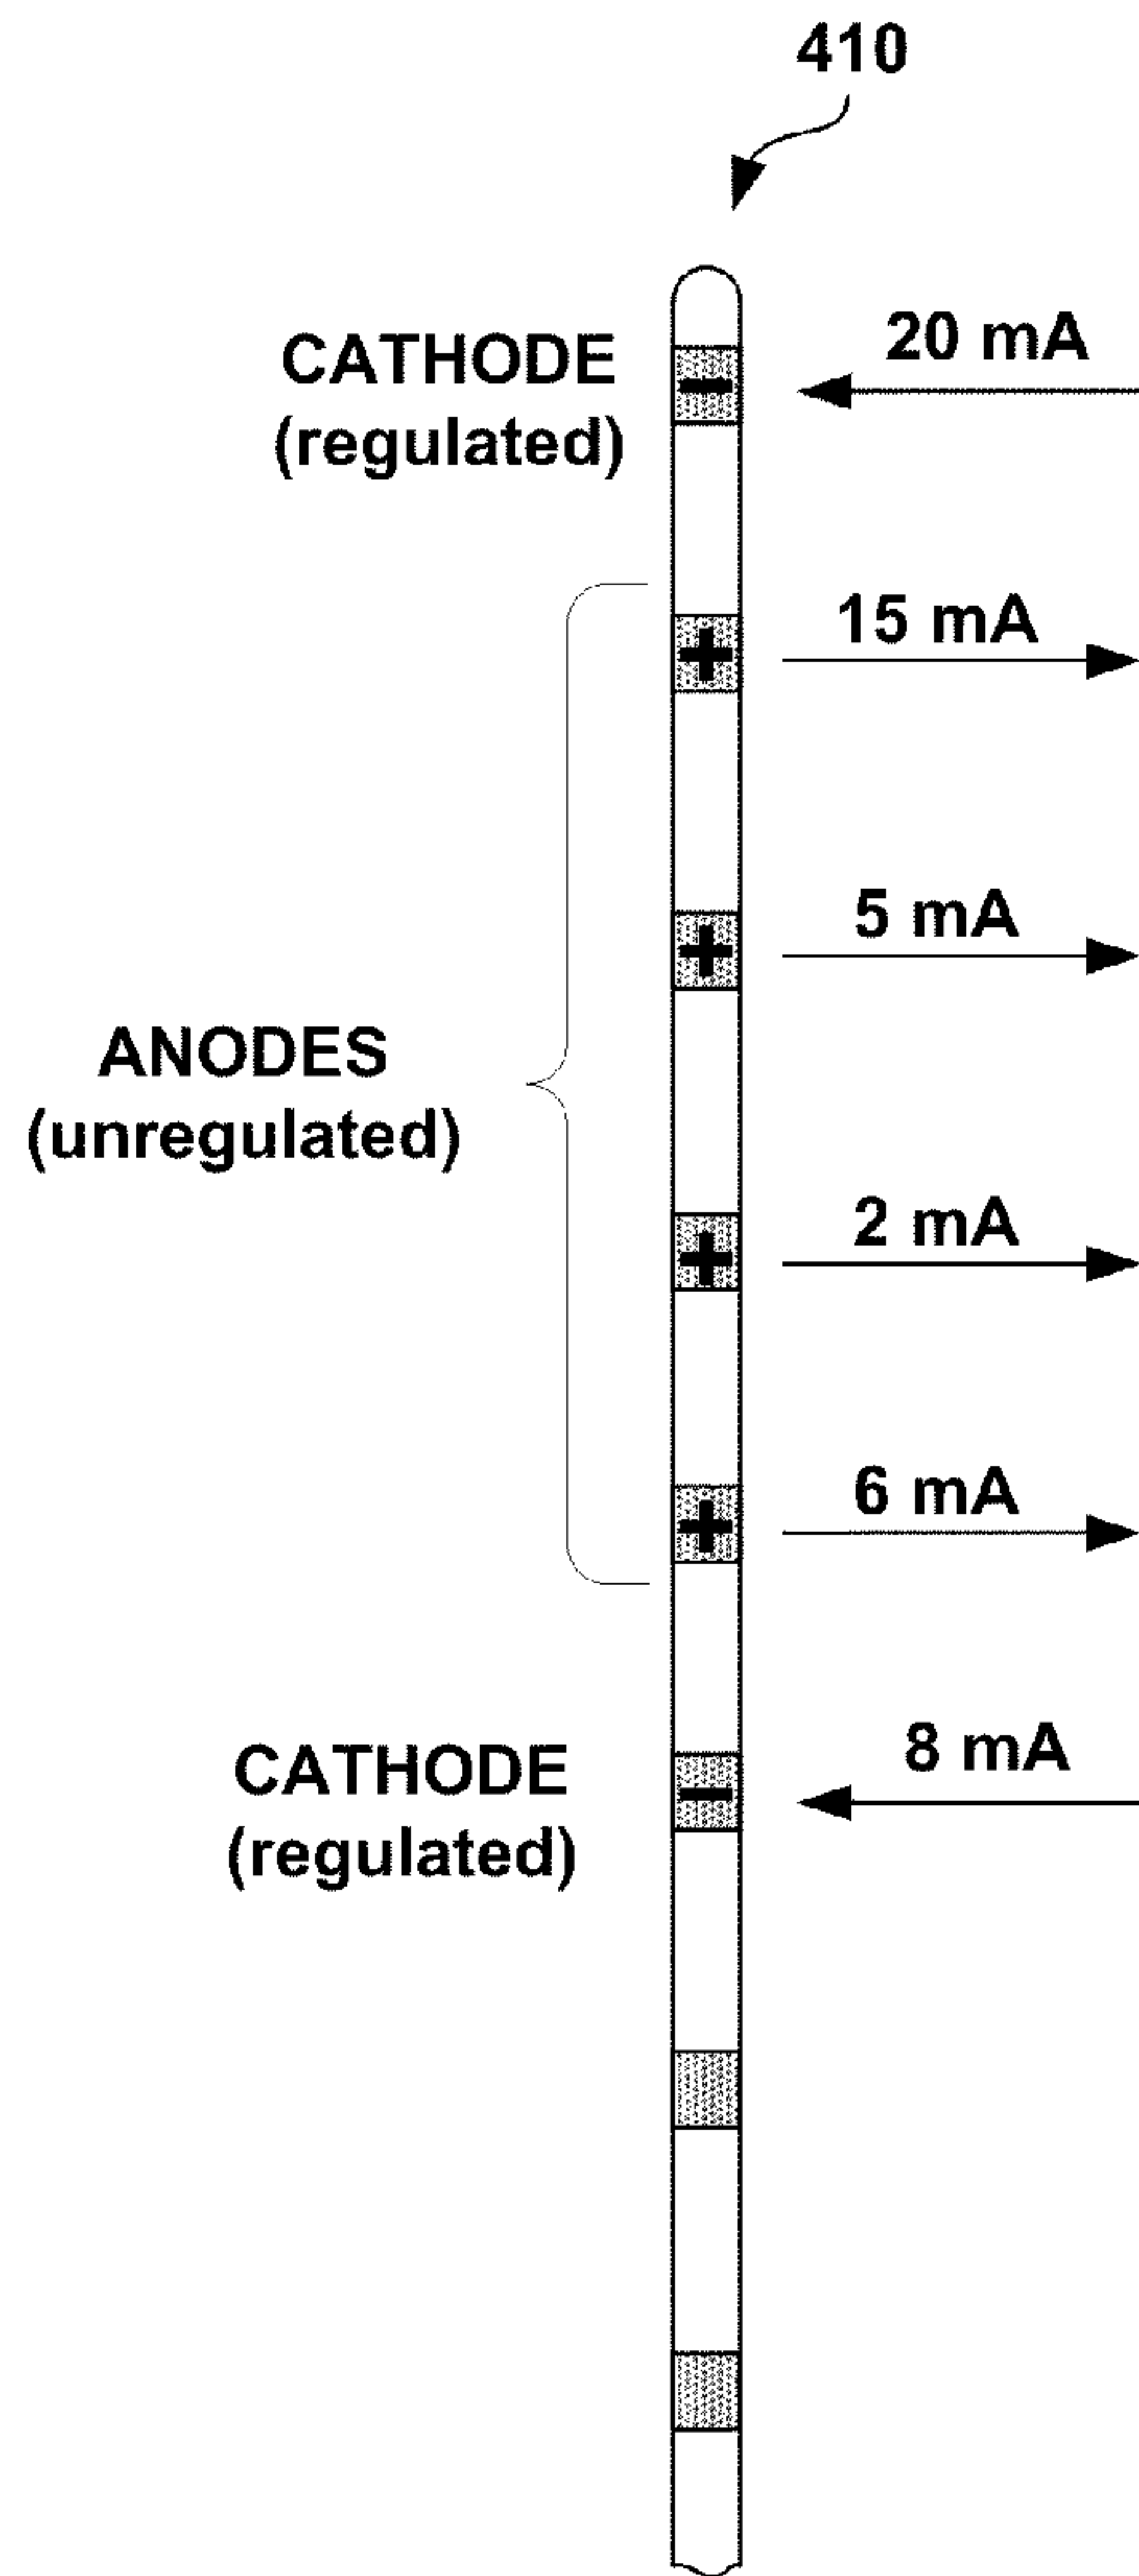 410
CATHODE
(regulated)
20 mA
15 mA
5 mA
ANODES
(unregulated)
2 mA
6 mA
CATHODE
(regulated)
8 mA